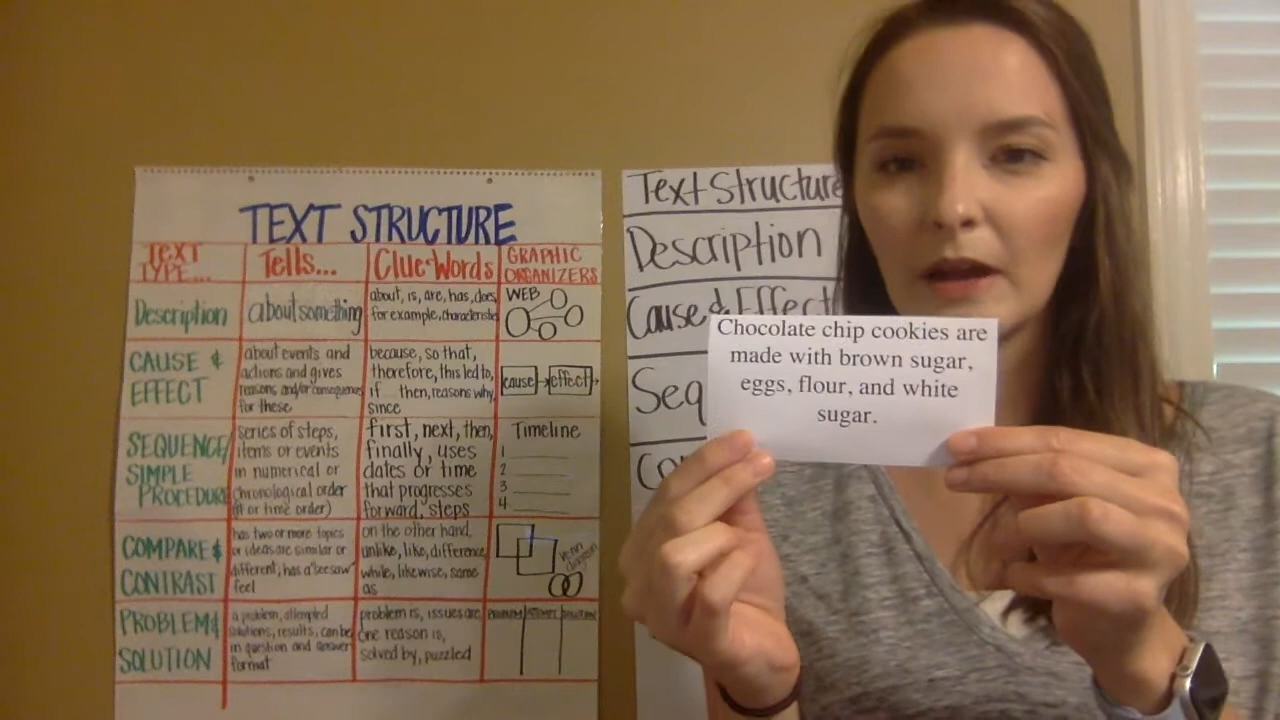 TEXT STRUCTURE
TEXT TYPE...
Tells...
Clue Words
GRAPHIC
ORGANIZERS
Description
about something
about, is, are, has, does,
for example, characteristics
WEB
CAUSE &
EFFECT
about events and
actions and gives
reasons and/or consequences
for these
because, so that,
therefore, this led to,
if... then, reasons why,
since
cause
effect
SEQUENCE/
SIMPLE
PROCEDURE
series of steps,
items or events
in numerical or
chronological order
or time order)
first, next, then,
finally, uses
dates or time
that progresses
forward, steps
Timeline
1
2
3
4
COMPARE &
CONTRAST
has two or more topics
or ideas are similar or
different, has a "see saw"
feel
on the other hand,
unlike, like, difference,
while, likewise, same
as
venn
diagram
PROBLEM &
SOLUTION
a problem, attempted
solutions, results, can be
in question and answer
format
problem is, issues are
one reason is,
solved by, puzzled
PROBLEM
SOLUTION
Text Structure
Description
Cause & Effect
Seq
Co
Chocolate chip cookies are
made with brown sugar,
eggs, flour, and white
sugar.